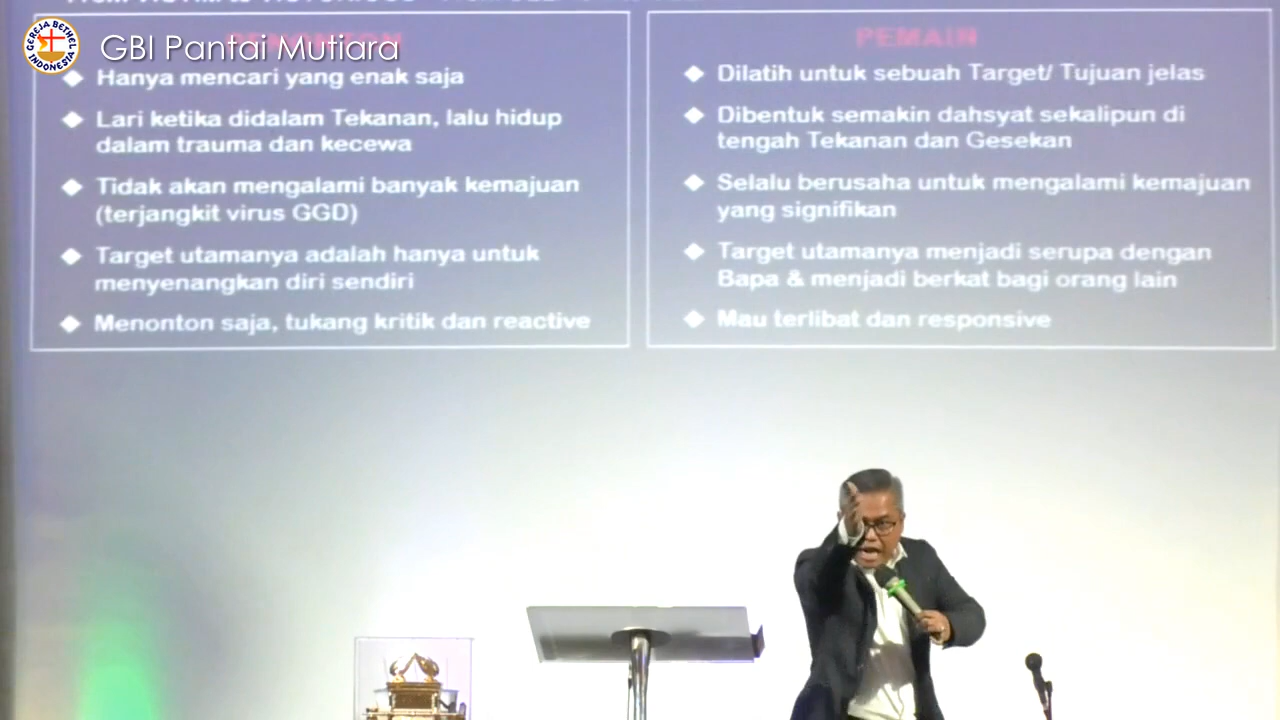 GEREJA BETHEL INDONESIA
GBI Pantai Mutiara
Hanya mencari yang enak saja
Lari ketika didalam Tekanan, lalu hidup
dalam trauma dan kecewa
Tidak akan mengalami banyak kemajuan
(terjangkit virus GGD)
Target utamanya adalah hanya untuk
menyenangkan diri sendiri
Menonton saja, tukang kritik dan reactive
PEMAIN
Dilatih untuk sebuah Target/ Tujuan jelas
Dibentuk semakin dahsyat sekalipun di
tengah Tekanan dan Gesekan
Selalu berusaha untuk mengalami kemajuan
yang signifikan
Target utamanya menjadi serupa dengan
Bapa & menjadi berkat bagi orang lain
Mau terlibat dan responsive